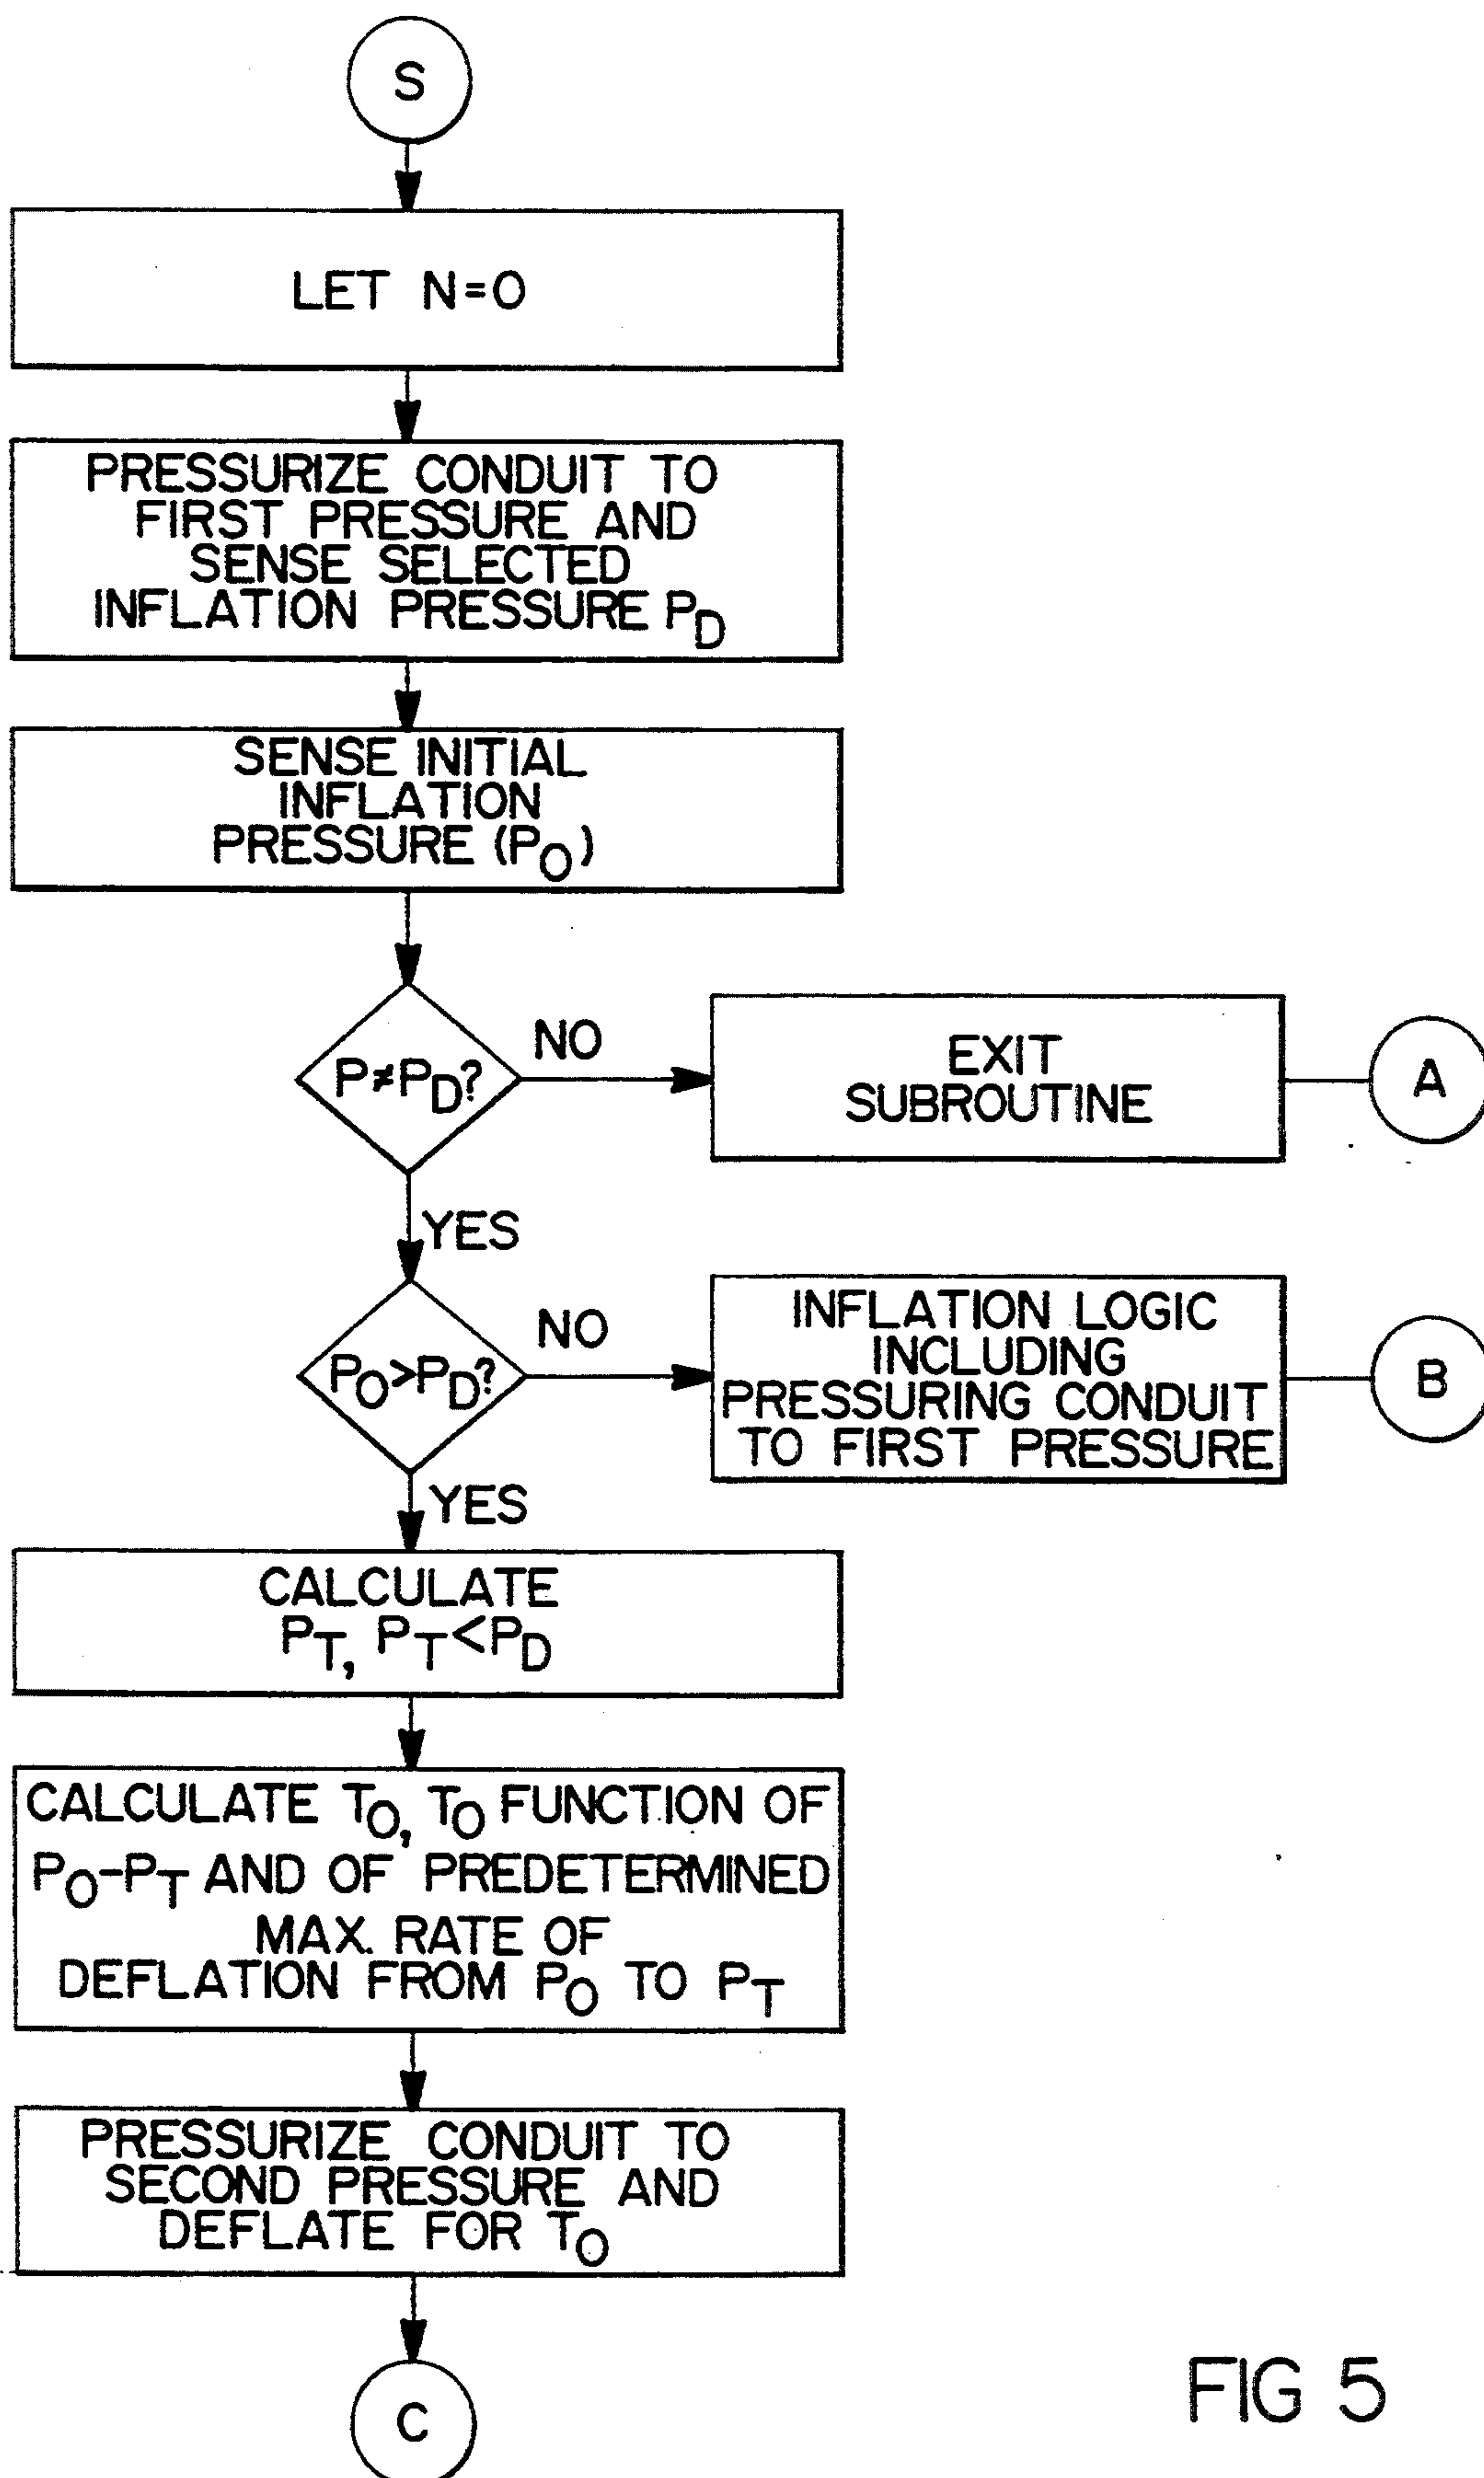 S
LET N=0
PRESSURIZE CONDUIT TO
FIRST PRESSURE AND
SENSE SELECTED
INFLATION PRESSURE PD
SENSE INITIAL
INFLATION
PRESSURE (PO)
P≠PD?
NO
EXIT
SUBROUTINE
A
YES
PO>PD?
NO
INFLATION LOGIC
INCLUDING
PRESSURING CONDUIT
TO FIRST PRESSURE
B
YES
CALCULATE
PT, PT<PD
CALCULATE TO, TO FUNCTION OF
PO-PT AND OF PREDETERMINED
MAX. RATE OF
DEFLATION FROM PO TO PT
PRESSURIZE CONDUIT TO
SECOND PRESSURE AND
DEFLATE FOR TO
C
FIG 5